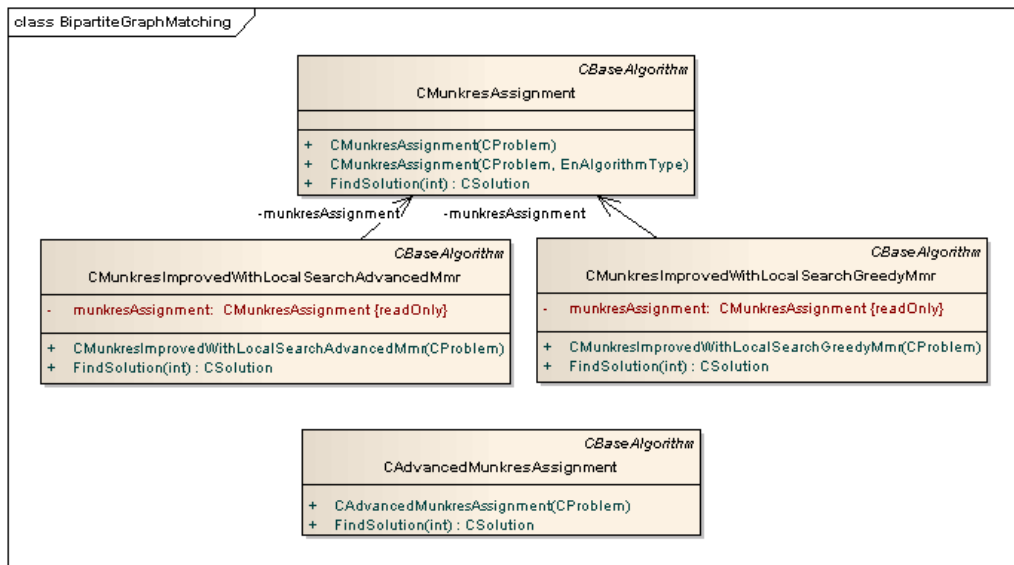 class BipartiteGraphMatching
CBaseAlgorithm
CMunkresAssignment
+ CMunkresAssignment(CProblem)
+ CMunkresAssignment(CProblem, EnAlgorithmType)
+ FindSolution(int) : CSolution
-munkresAssignment
-munkresAssignment
CBaseAlgorithm
CMunkresImprovedWithLocalSearchAdvancedMmr
- munkresAssignment: CMunkresAssignment {readOnly}
+ CMunkresImprovedWithLocalSearchAdvancedMmr(CProblem)
+ FindSolution(int) : CSolution
CBaseAlgorithm
CMunkresImprovedWithLocalSearchGreedyMmr
- munkresAssignment: CMunkresAssignment {readOnly}
+ CMunkresImprovedWithLocalSearchGreedyMmr(CProblem)
+ FindSolution(int) : CSolution
CBaseAlgorithm
CAdvancedMunkresAssignment
+ CAdvancedMunkresAssignment(CProblem)
+ FindSolution(int) : CSolution